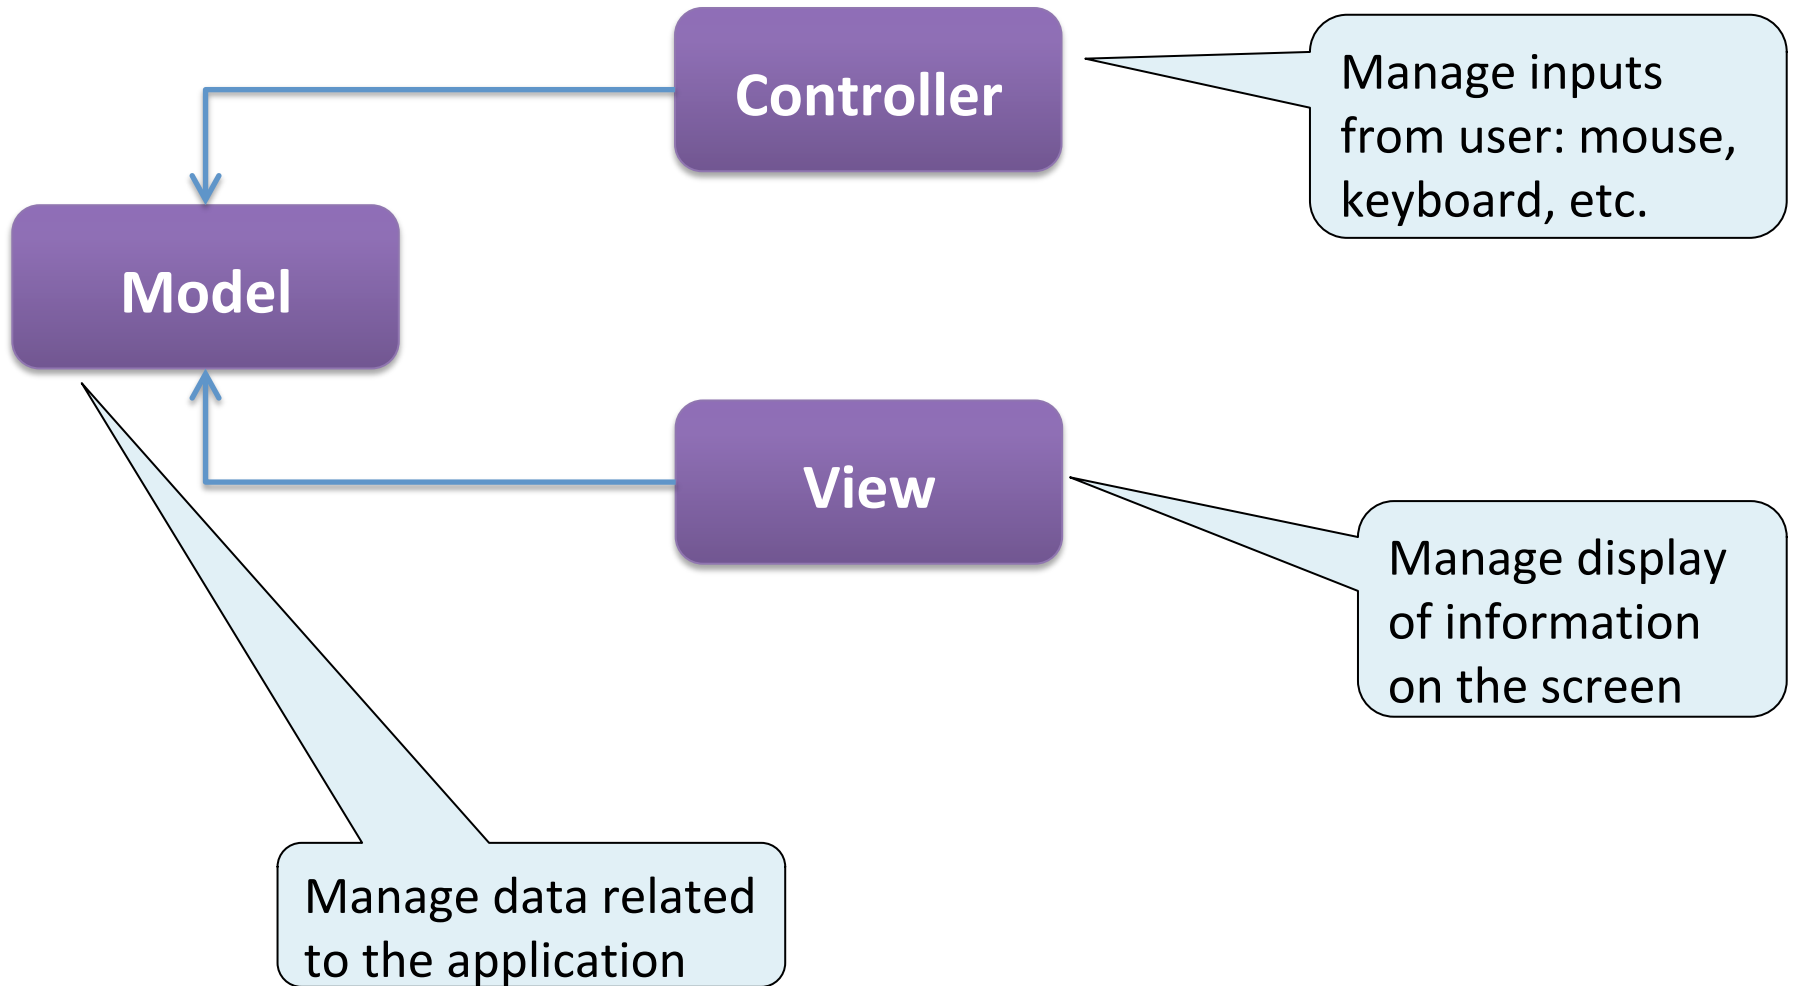 Controller
Manage inputs
from user: mouse,
keyboard, etc.
Model
View
Manage display
of information
on the screen
Manage data related
to the application